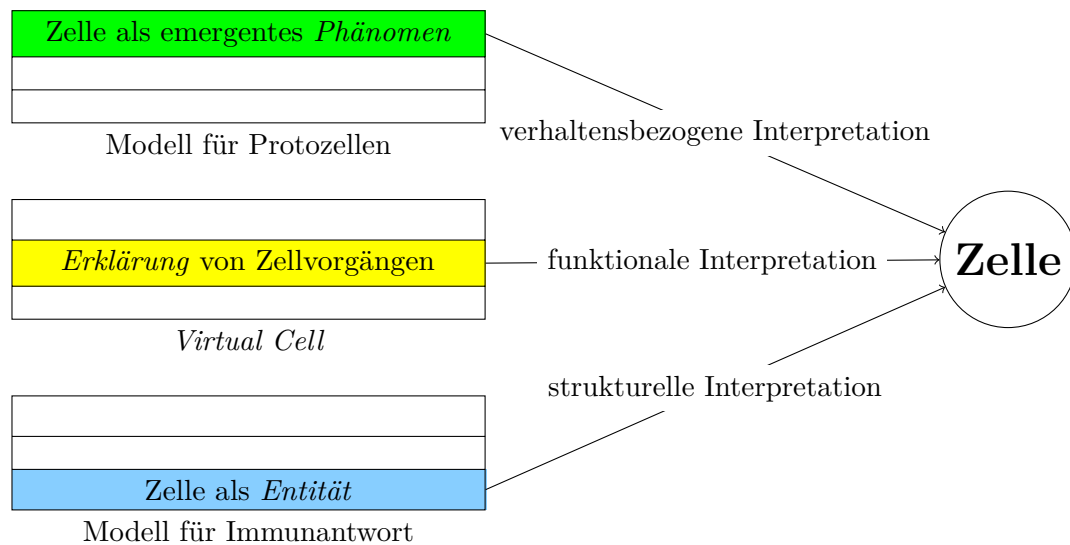 Zelle als emergentes Phänomen
Modell für Protozellen
verhaltensbezogene Interpretation
Erklärung von Zellvorgängen
Virtual Cell
funktionale Interpretation
Zelle
strukturelle Interpretation
Zelle als Entität
Modell für Immunantwort